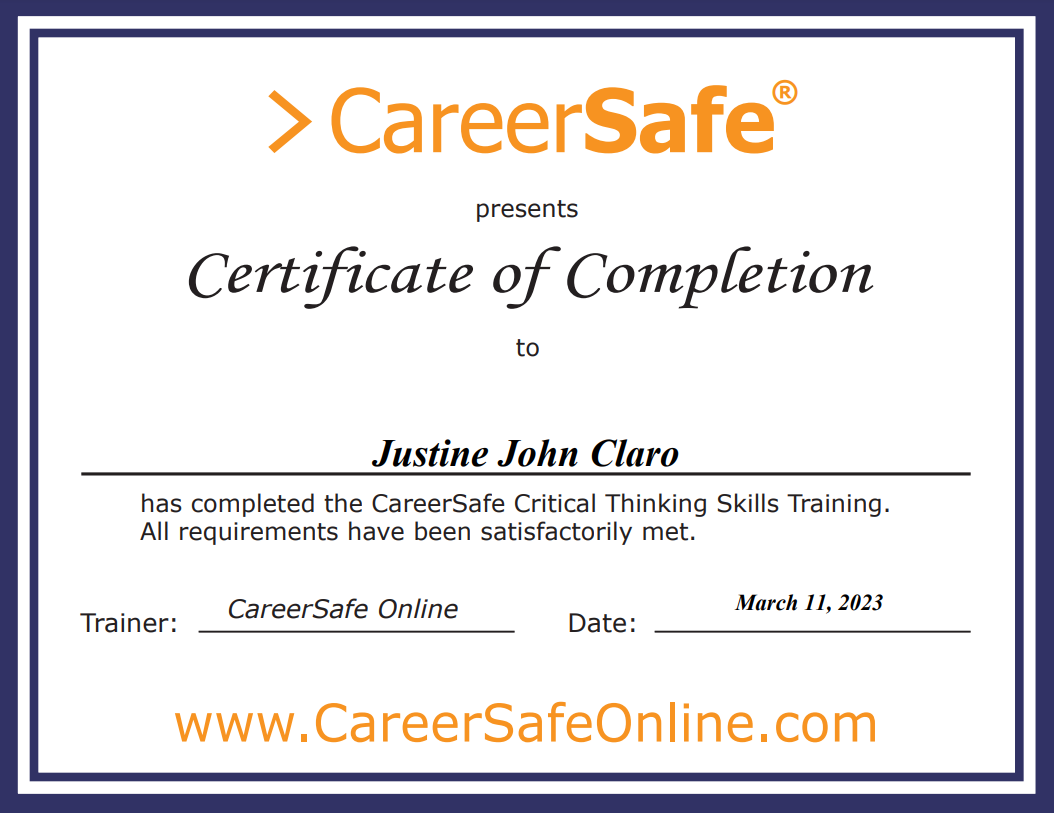 > CareerSafe®
presents
Certificate of Completion
to
Justine John Claro
has completed the CareerSafe Critical Thinking Skills Training.
All requirements have been satisfactorily met.
Trainer: CareerSafe Online Date: March 11, 2023
www.CareerSafeOnline.com